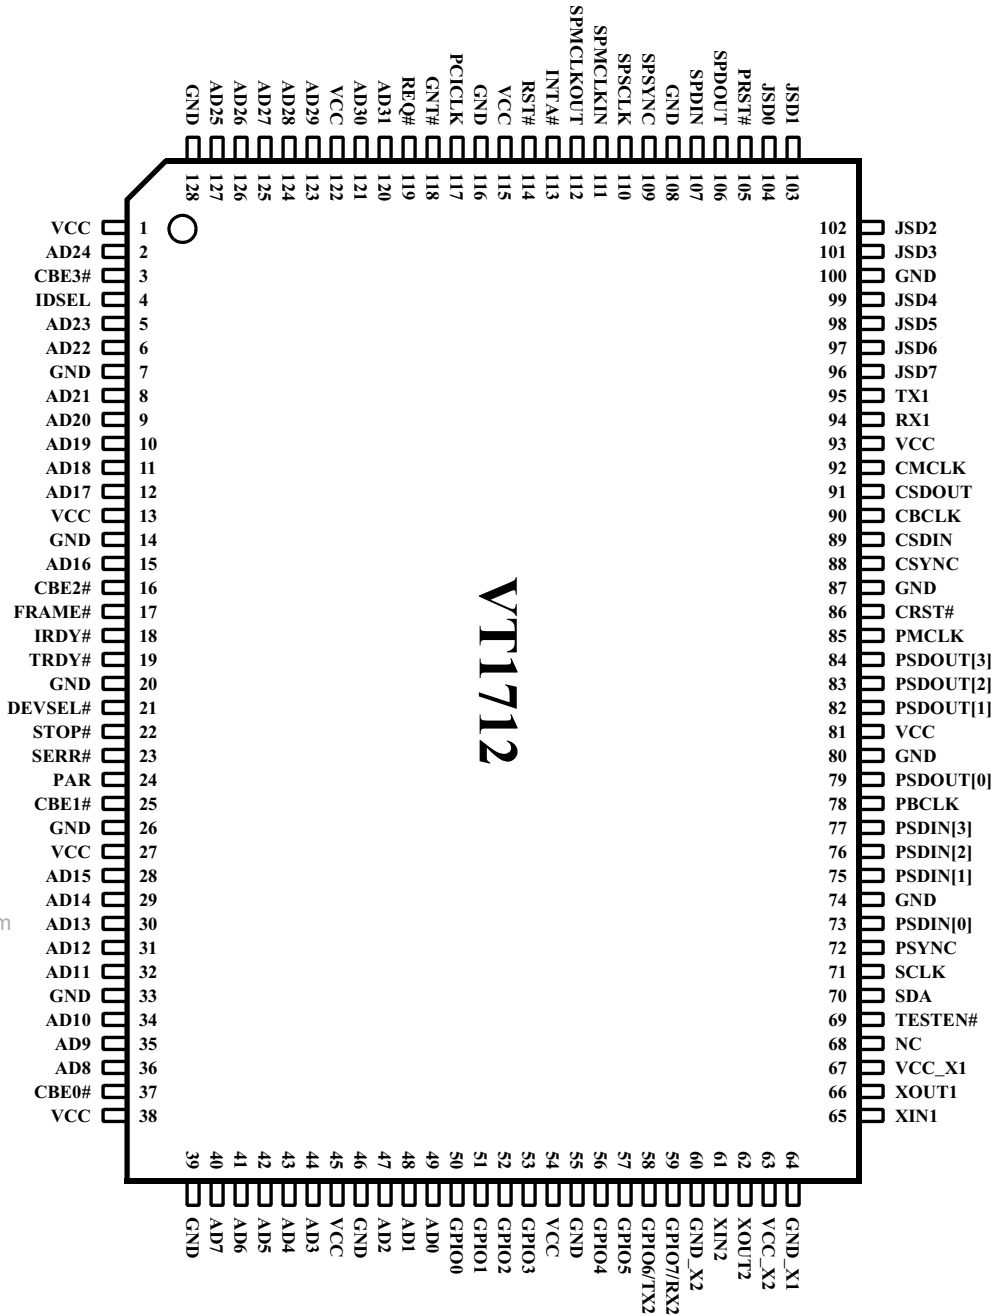 GND AD25 AD26 AD27 AD28 AD29 VCC AD30 AD31 REQ# GNT# PCICLK GND VCC RST# INTA# SPMCLKOUT SPMCLKIN SPSCLK SPSYNC GND SPDIN SPDOUT PRST# JSD0 JSD1
128 127 126 125 124 123 122 121 120 119 118 117 116 115 114 113 112 111 110 109 108 107 106 105 104 103
VCC 1 102 JSD2
AD24 2 101 JSD3
CBE3# 3 100 GND
IDSEL 4 99 JSD4
AD23 5 98 JSD5
AD22 6 97 JSD6
GND 7 96 JSD7
AD21 8 95 TX1
AD20 9 94 RX1
AD19 10 93 VCC
AD18 11 92 CMCLK
AD17 12 91 CSDOUT
VCC 13 90 CBCLK
GND 14 89 CSDIN
AD16 15 88 CSYNC
CBE2# 16 87 GND
FRAME# 17 86 CRST#
IRDY# 18 85 PMCLK
TRDY# 19 84 PSDOUT[3]
GND 20 83 PSDOUT[2]
DEVSEL# 21 82 PSDOUT[1]
STOP# 22 81 VCC
SERR# 23 80 GND
PAR 24 79 PSDOUT[0]
CBE1# 25 78 PBCLK
GND 26 77 PSDIN[3]
VCC 27 76 PSDIN[2]
AD15 28 75 PSDIN[1]
AD14 29 74 GND
AD13 30 73 PSDIN[0]
AD12 31 72 PSYNC
AD11 32 71 SCLK
GND 33 70 SDA
AD10 34 69 TESTEN#
AD9 35 68 NC
AD8 36 67 VCC_X1
CBE0# 37 66 XOUT1
VCC 38 65 XIN1
VT1712
39 40 41 42 43 44 45 46 47 48 49 50 51 52 53 54 55 56 57 58 59 60 61 62 63 64
GND AD7 AD6 AD5 AD4 AD3 VCC GND AD2 AD1 AD0 GPIO0 GPIO1 GPIO2 GPIO3 VCC GND GPIO4 GPIO5 GPIO6/TX2 GPIO7/RX2 GND_X2 XIN2 XOUT2 VCC_X2 GND_X1